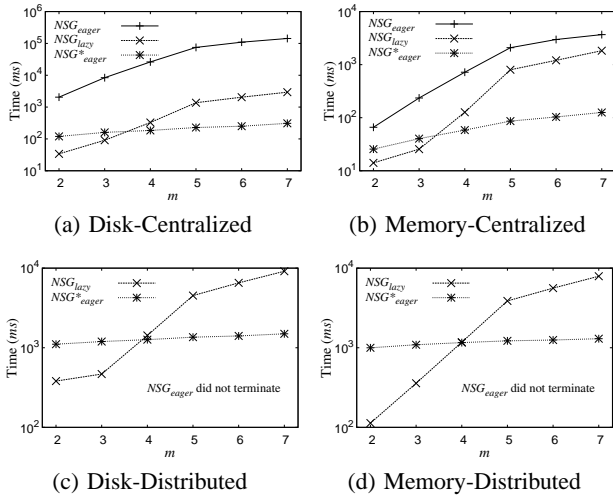 10^6
10^5
10^4
10^3
10^2
10^1
Time (ms)
NSG_eager
NSG_lazy
NSG*_eager
2 3 4 5 6 7
m
(a) Disk-Centralized
10^4
10^3
10^2
10^1
Time (ms)
NSG_eager
NSG_lazy
NSG*_eager
2 3 4 5 6 7
m
(b) Memory-Centralized
10^4
10^3
10^2
Time (ms)
NSG_lazy
NSG*_eager
NSG_eager did not terminate
2 3 4 5 6 7
m
(c) Disk-Distributed
10^4
10^3
10^2
Time (ms)
NSG_lazy
NSG*_eager
NSG_eager did not terminate
2 3 4 5 6 7
m
(d) Memory-Distributed